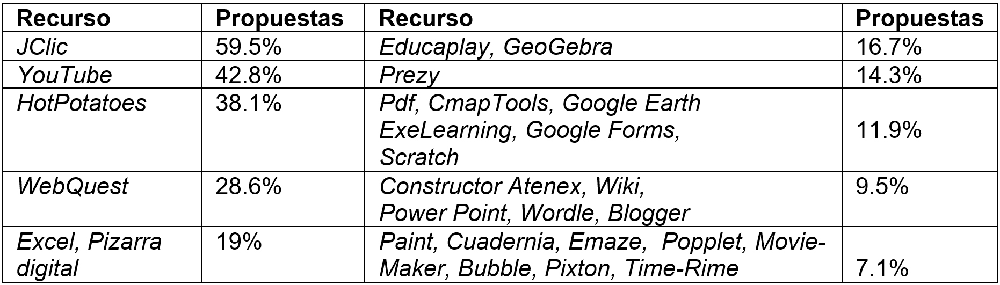 Recurso Propuestas Recurso Propuestas
JClic 59.5% Educaplay, GeoGebra 16.7%
YouTube 42.8% Prezy 14.3%
HotPotatoes 38.1% Pdf, CmapTools, Google Earth
ExeLearning, Google Forms, 11.9%
Scratch
WebQuest 28.6% Constructor Atenex, Wiki, 9.5%
Power Point, Wordle, Blogger
Excel, Pizarra 19% Paint, Cuadernia, Emaze,  Popplet, Movie-
digital Maker, Bubble, Pixton, Time-Rime 7.1%